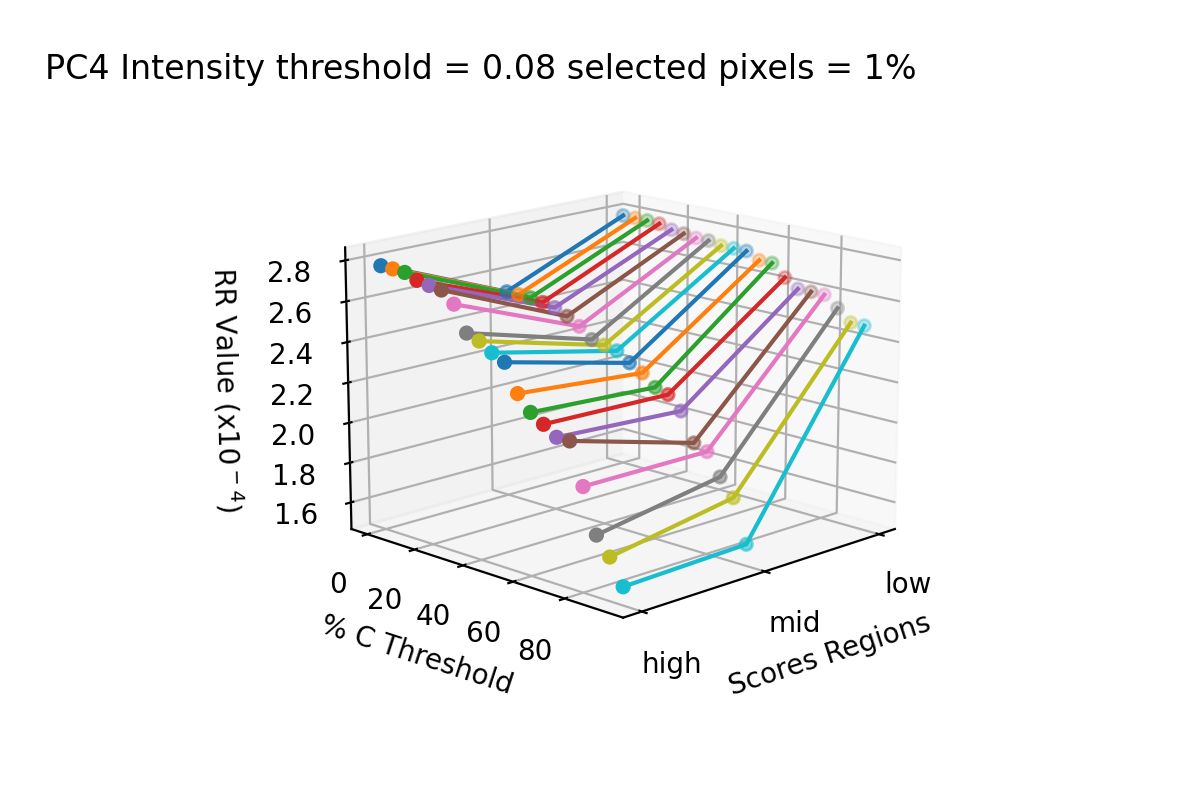 PC4 Intensity threshold = 0.08 selected pixels = 1%
RR Value (x10⁻⁴)
2.8
2.6
2.4
2.2
2.0
1.8
1.6
0
20
40
60
80
% C Threshold
high
mid
low
Scores Regions